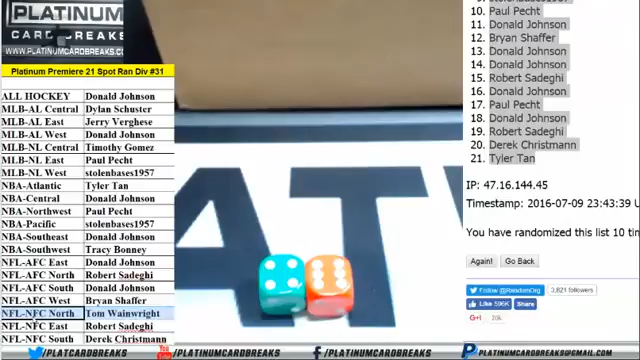 PLATINUM
CARD BREAKS
WWW.PLATINUMCARDBREAKS.COM
Platinum Premiere 21 Spot Ran Div #31
ALL HOCKEY Donald Johnson
MLB-AL Central Dylan Schuster
MLB-AL East Jerry Verghese
MLB-AL West Donald Johnson
MLB-NL Central Timothy Gomez
MLB-NL East Paul Pecht
MLB-NL West stolenbases1957
NBA-Atlantic Tyler Tan
NBA-Central Donald Johnson
NBA-Northwest Paul Pecht
NBA-Pacific stolenbases1957
NBA-Southeast Donald Johnson
NBA-Southwest Tracy Bonney
NFL-AFC East Donald Johnson
NFL-AFC North Robert Sadeghi
NFL-AFC South Donald Johnson
NFL-AFC West Bryan Shaffer
NFL-NFC North Tom Wainwright
NFL-NFC East Robert Sadeghi
NFL-NFC South Derek Christmann
AT
10. Paul Pecht
11. Donald Johnson
12. Bryan Shaffer
13. Donald Johnson
14. Donald Johnson
15. Robert Sadeghi
16. Donald Johnson
17. Paul Pecht
18. Donald Johnson
19. Robert Sadeghi
20. Derek Christmann
21. Tyler Tan
IP: 47.16.144.45
Timestamp: 2016-07-09 23:43:39 U
You have randomized this list 10 tim
Again! Go Back
Follow @RandomOrg 3,821 followers
Like 596K Share
G+1
/PLATCARDBREAKS /PLATINUMCARDBREAKS /PLATCARDBREAKS PLATINUMCARDBREAKS@GMAIL.COM